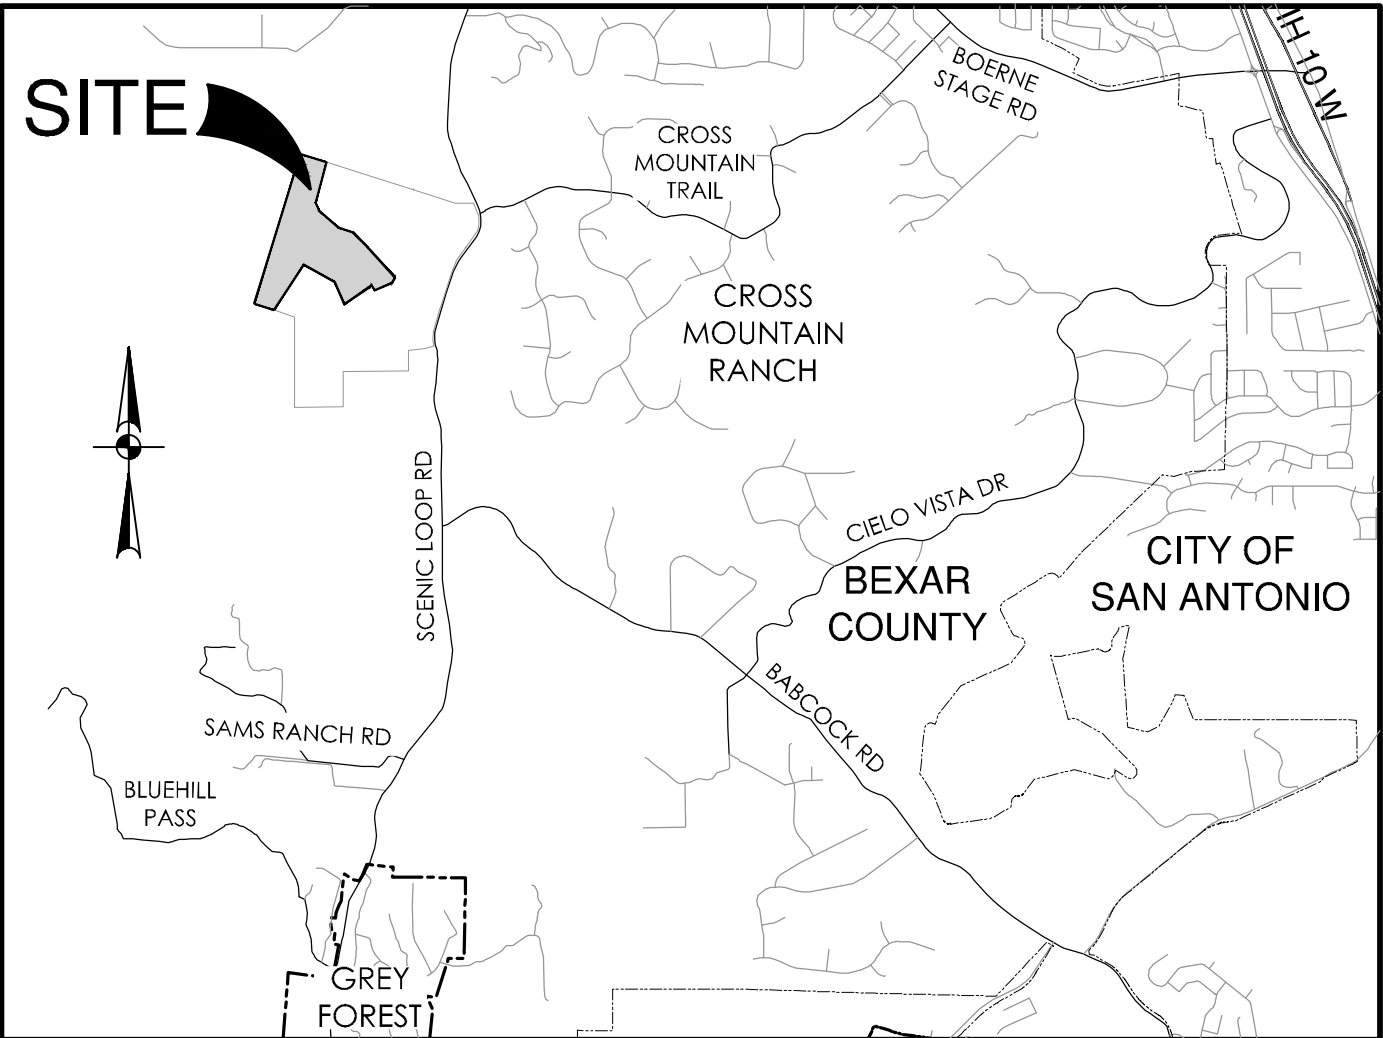 IH 10 W
BOERNE
STAGE RD
SITE
CROSS
MOUNTAIN
TRAIL
CROSS
MOUNTAIN
RANCH
SCENIC LOOP RD
CIELO VISTA DR
CITY OF
SAN ANTONIO
BEXAR
COUNTY
BABCOCK RD
SAMS RANCH RD
BLUEHILL
PASS
GREY
FOREST